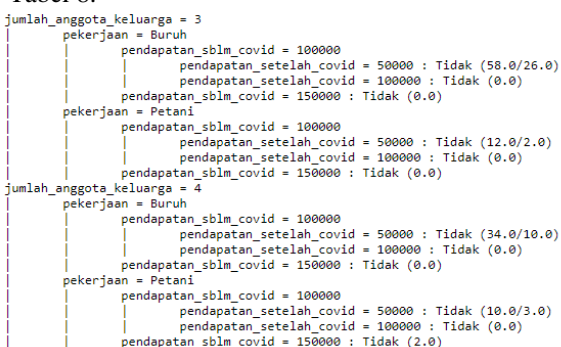 Tabel 8.
jumlah_anggota_keluarga = 3
| pekerjaan = Buruh
| | pendapatan_sblm_covid = 100000
| | | pendapatan_setelah_covid = 50000 : Tidak (58.0/26.0)
| | | pendapatan_setelah_covid = 100000 : Tidak (0.0)
| | pendapatan_sblm_covid = 150000 : Tidak (0.0)
| pekerjaan = Petani
| | pendapatan_sblm_covid = 100000
| | | pendapatan_setelah_covid = 50000 : Tidak (12.0/2.0)
| | | pendapatan_setelah_covid = 100000 : Tidak (0.0)
| | pendapatan_sblm_covid = 150000 : Tidak (0.0)
jumlah_anggota_keluarga = 4
| pekerjaan = Buruh
| | pendapatan_sblm_covid = 100000
| | | pendapatan_setelah_covid = 50000 : Tidak (34.0/10.0)
| | | pendapatan_setelah_covid = 100000 : Tidak (0.0)
| | pendapatan_sblm_covid = 150000 : Tidak (0.0)
| pekerjaan = Petani
| | pendapatan_sblm_covid = 100000
| | | pendapatan_setelah_covid = 50000 : Tidak (10.0/3.0)
| | | pendapatan_setelah_covid = 100000 : Tidak (0.0)
| | pendapatan_sblm_covid = 150000 : Tidak (2.0)